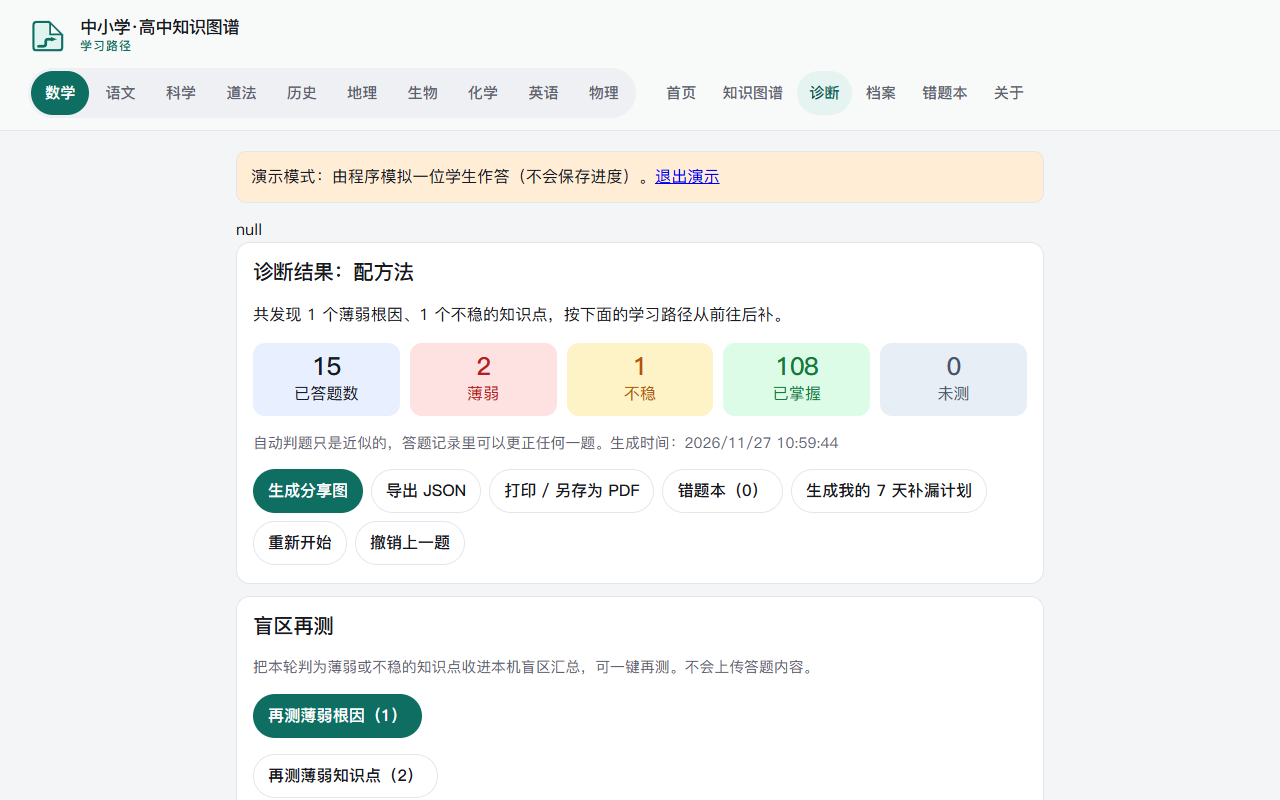 中小学·高中知识图谱
学习路径
数学 语文 科学 道法 历史 地理 生物 化学 英语 物理 首页 知识图谱 诊断 档案 错题本 关于
演示模式：由程序模拟一位学生作答（不会保存进度）。退出演示
null
诊断结果：配方法
共发现 1 个薄弱根因、1 个不稳的知识点，按下面的学习路径从前往后补。
15 2 1 108 0
已答题数 薄弱 不稳 已掌握 未测
自动判题只是近似的，答题记录里可以更正任何一题。生成时间：2026/11/27 10:59:44
生成分享图 导出 JSON 打印 / 另存为 PDF 错题本（0） 生成我的 7 天补漏计划
重新开始 撤销上一题
盲区再测
把本轮判为薄弱或不稳的知识点收进本机盲区汇总，可一键再测。不会上传答题内容。
再测薄弱根因（1）
再测薄弱知识点（2）